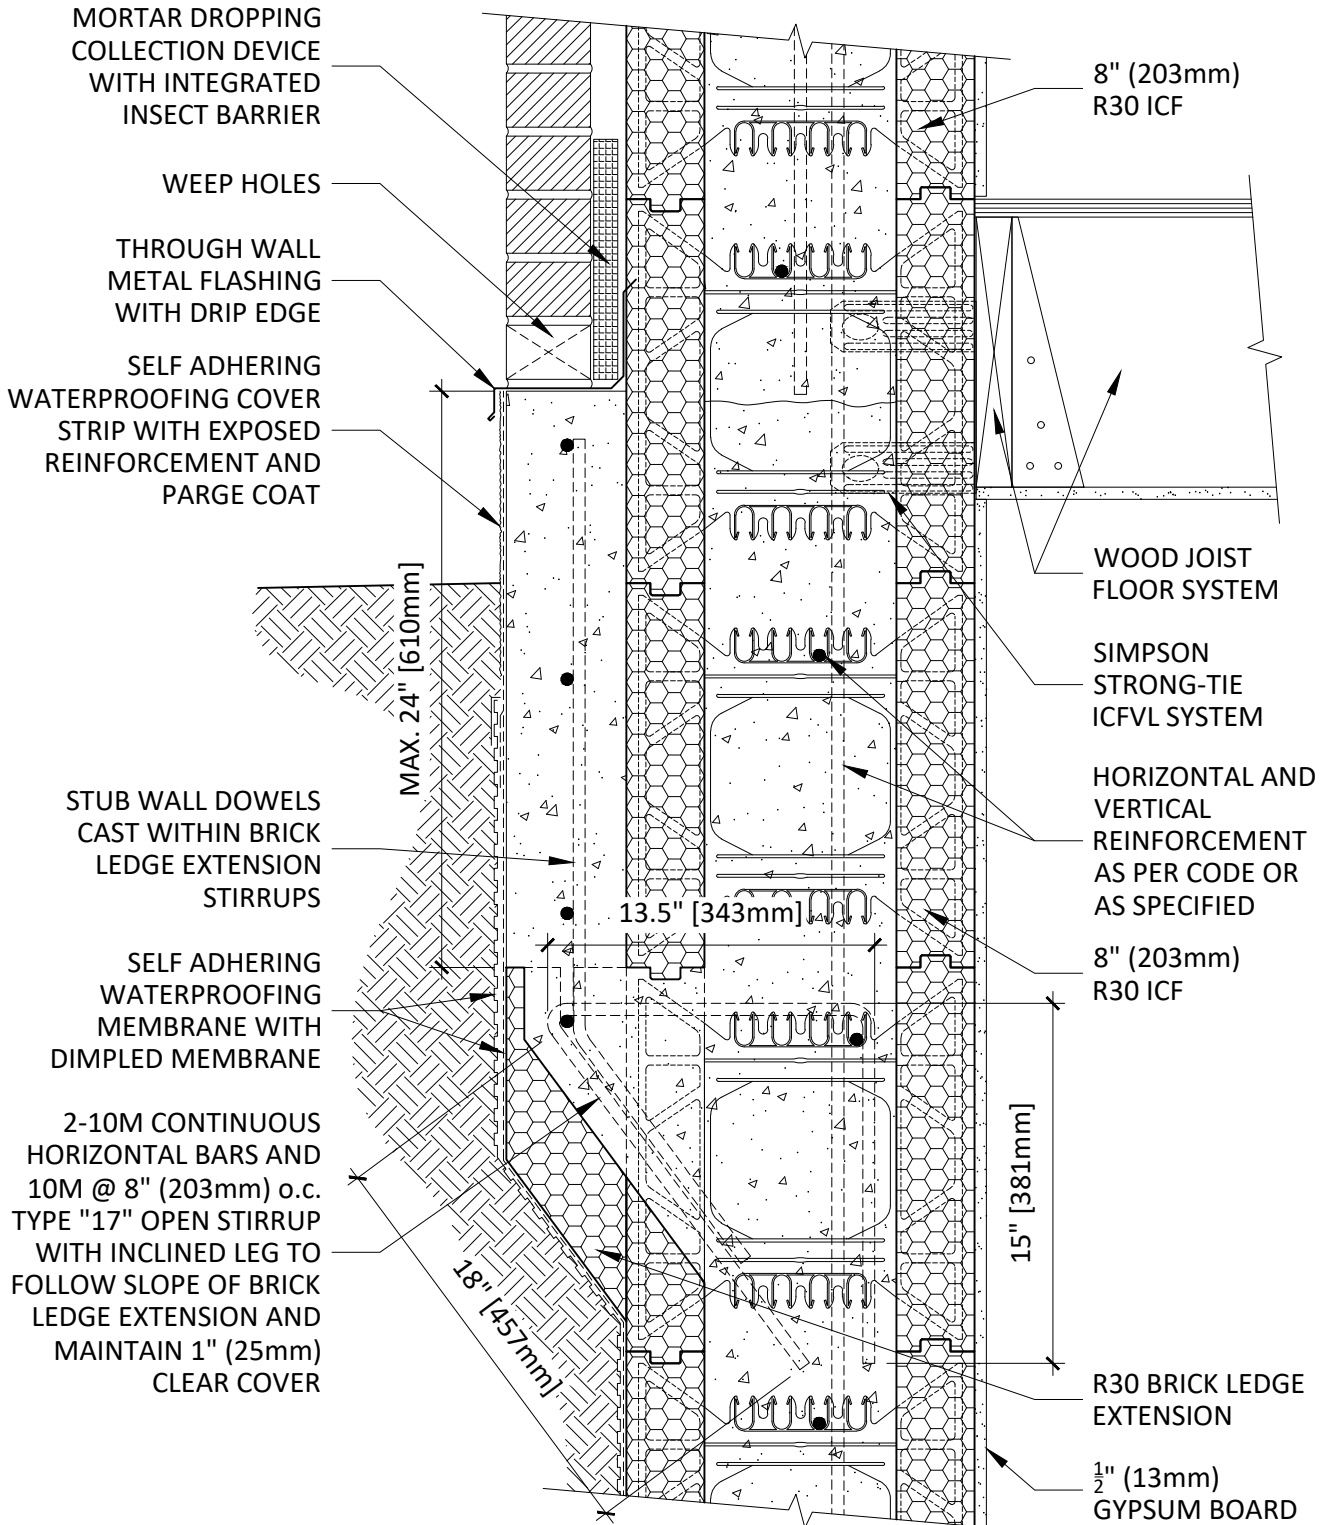 MORTAR DROPPING
COLLECTION DEVICE
WITH INTEGRATED
INSECT BARRIER
WEEP HOLES
THROUGH WALL
METAL FLASHING
WITH DRIP EDGE
SELF ADHERING
WATERPROOFING COVER
STRIP WITH EXPOSED
REINFORCEMENT AND
PARGE COAT
MAX. 24" [610mm]
STUB WALL DOWELS
CAST WITHIN BRICK
LEDGE EXTENSION
STIRRUPS
SELF ADHERING
WATERPROOFING
MEMBRANE WITH
DIMPLED MEMBRANE
2-10M CONTINUOUS
HORIZONTAL BARS AND
10M @ 8" (203mm) o.c.
TYPE "17" OPEN STIRRUP
WITH INCLINED LEG TO
FOLLOW SLOPE OF BRICK
LEDGE EXTENSION AND
MAINTAIN 1" (25mm)
CLEAR COVER
18" [457mm]
13.5" [343mm]
15" [381mm]
8" (203mm)
R30 ICF
WOOD JOIST
FLOOR SYSTEM
SIMPSON
STRONG-TIE
ICFVL SYSTEM
HORIZONTAL AND
VERTICAL
REINFORCEMENT
AS PER CODE OR
AS SPECIFIED
8" (203mm)
R30 ICF
R30 BRICK LEDGE
EXTENSION
1/2" (13mm)
GYPSUM BOARD